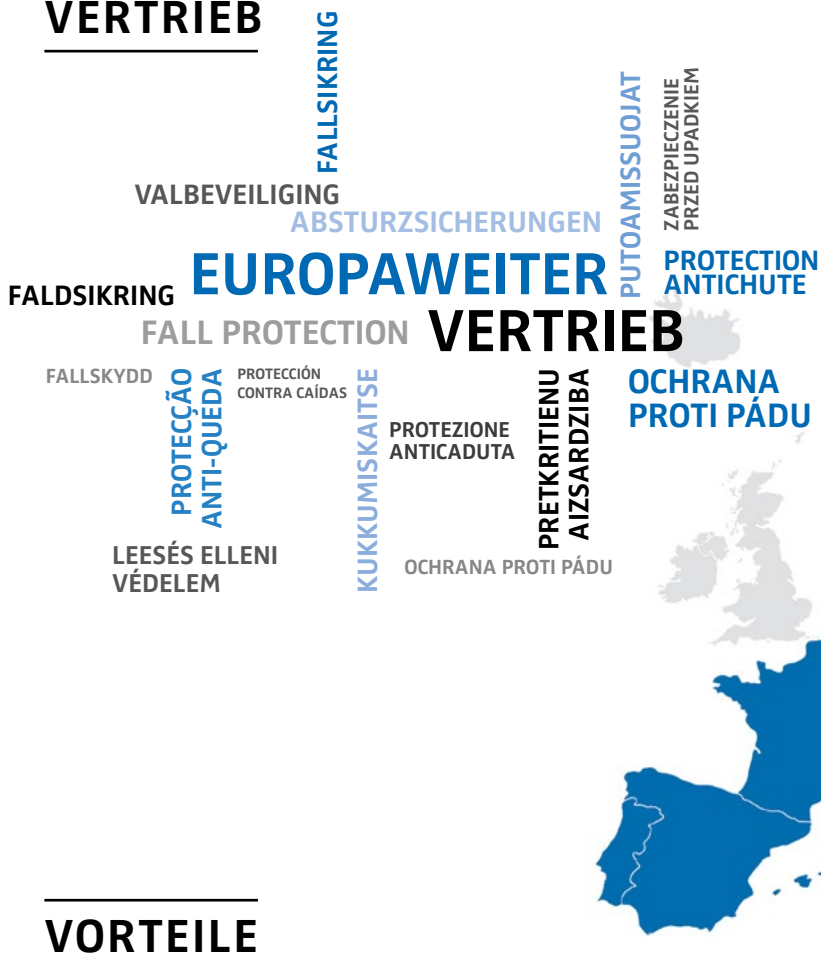 VERTRIEB
FALLSIKRING
PUTOAMISSUOJAT
ZABEZPIECZENIE
PRZED UPADKIEM
VALBEVEILIGING
ABSTURZSICHERUNGEN
EUROPAWEITER
PROTECTION
ANTICHUTE
FALDSIKRING
FALL PROTECTION
VERTRIEB
FALLSKYDD
PROTECÇÃO
ANTI-QUÉDA
PROTECCIÓN
CONTRA CAÍDAS
KUKKUMISKAITSE
PROTEZIONE
ANTICADUTA
PRETKRITIENU
AIZSARDZIBA
OCHRANA
PROTI PÁDU
LEESÉS ELLENI
VÉDELEM
OCHRANA PROTI PÁDU
VORTEILE